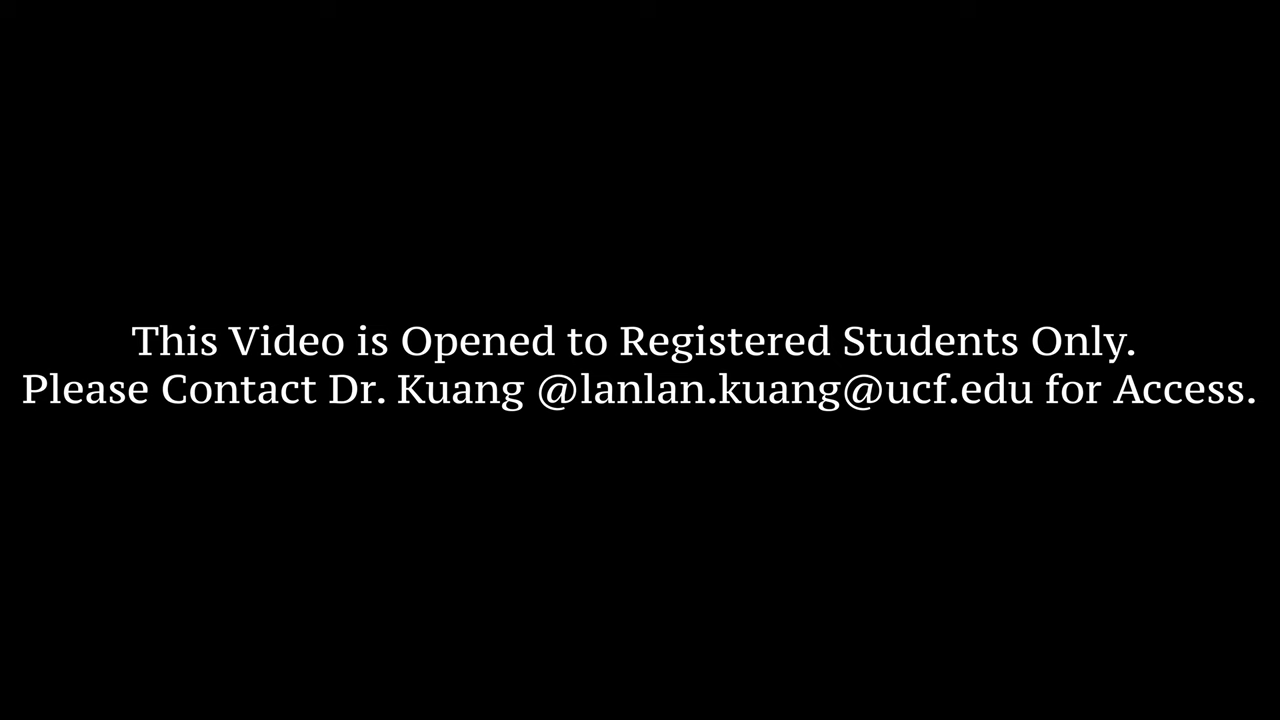 This Video is Opened to Registered Students Only.
Please Contact Dr. Kuang @lanlan.kuang@ucf.edu for Access.